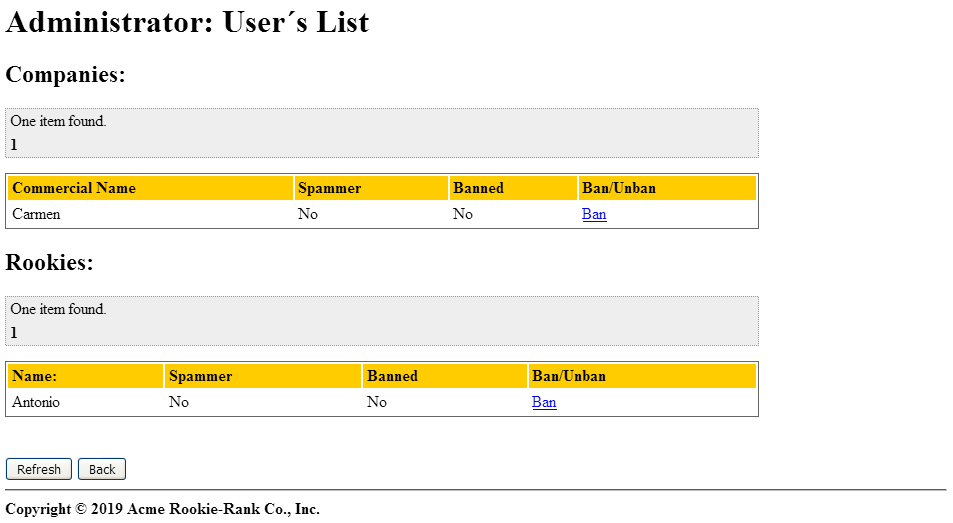 Administrator: User´s List
Companies:
One item found.
1
Commercial Name Spammer Banned Ban/Unban
Carmen No No Ban
Rookies:
One item found.
1
Name: Spammer Banned Ban/Unban
Antonio No No Ban
Refresh Back
Copyright © 2019 Acme Rookie-Rank Co., Inc.